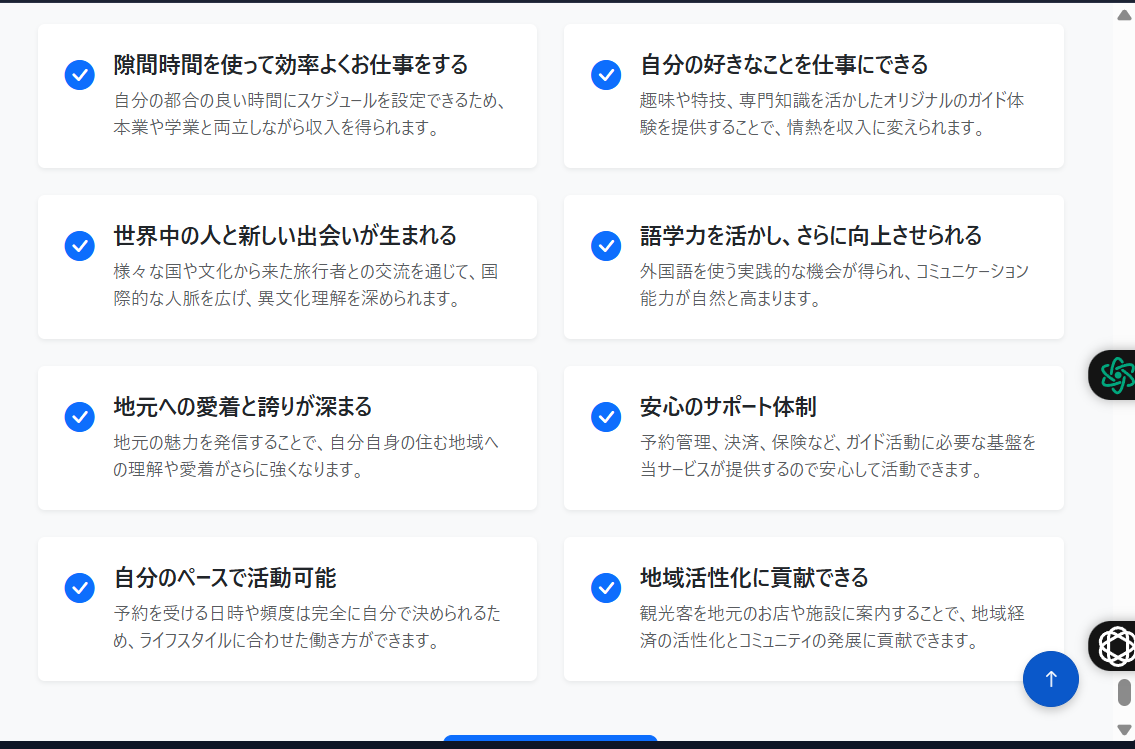 隙間時間を使って効率よくお仕事をする
自分の都合の良い時間にスケジュールを設定できるため、
本業や学業と両立しながら収入を得られます。
自分の好きなことを仕事にできる
趣味や特技、専門知識を活かしたオリジナルのガイド体
験を提供することで、情熱を収入に変えられます。
世界中の人と新しい出会いが生まれる
様々な国や文化から来た旅行者との交流を通じて、国
際的な人脈を広げ、異文化理解を深められます。
語学力を活かし、さらに向上させられる
外国語を使う実践的な機会が得られ、コミュニケーション
能力が自然と高まります。
地元への愛着と誇りが深まる
地元の魅力を発信することで、自分自身の住む地域へ
の理解や愛着がさらに強くなります。
安心のサポート体制
予約管理、決済、保険など、ガイド活動に必要な基盤を
当サービスが提供するので安心して活動できます。
自分のペースで活動可能
予約を受ける日時や頻度は完全に自分で決められるた
め、ライフスタイルに合わせた働き方ができます。
地域活性化に貢献できる
観光客を地元のお店や施設に案内することで、地域経
済の活性化とコミュニティの発展に貢献できます。